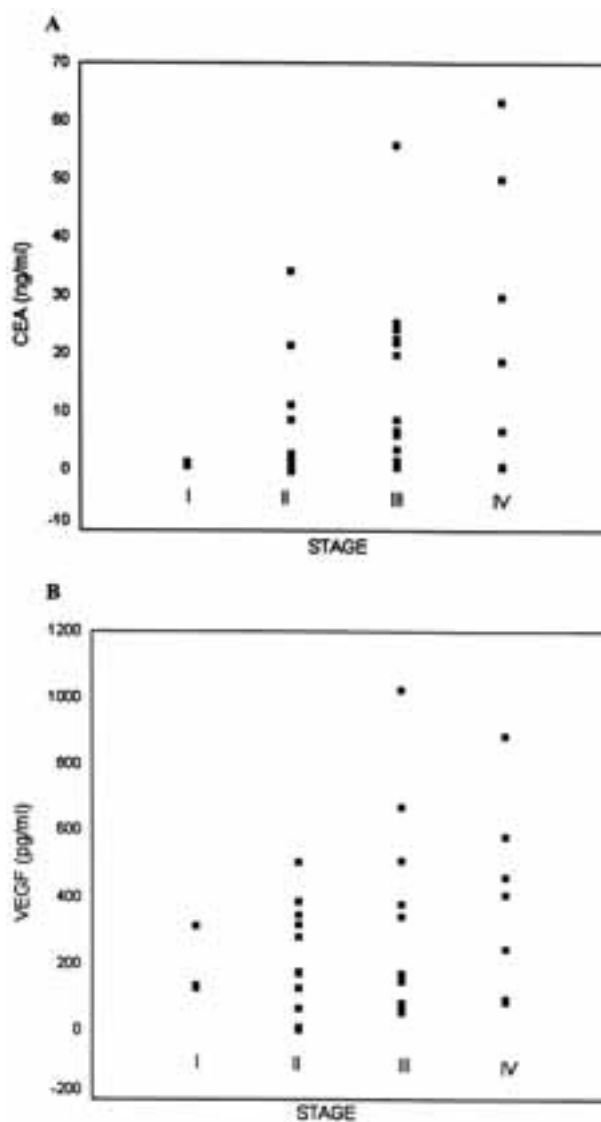 A
70
60
50
40
30
20
10
0
-10
CEA (ng/ml)
I II III IV
STAGE
B
1200
1000
800
600
400
200
0
-200
VEGF (pg/ml)
I II III IV
STAGE